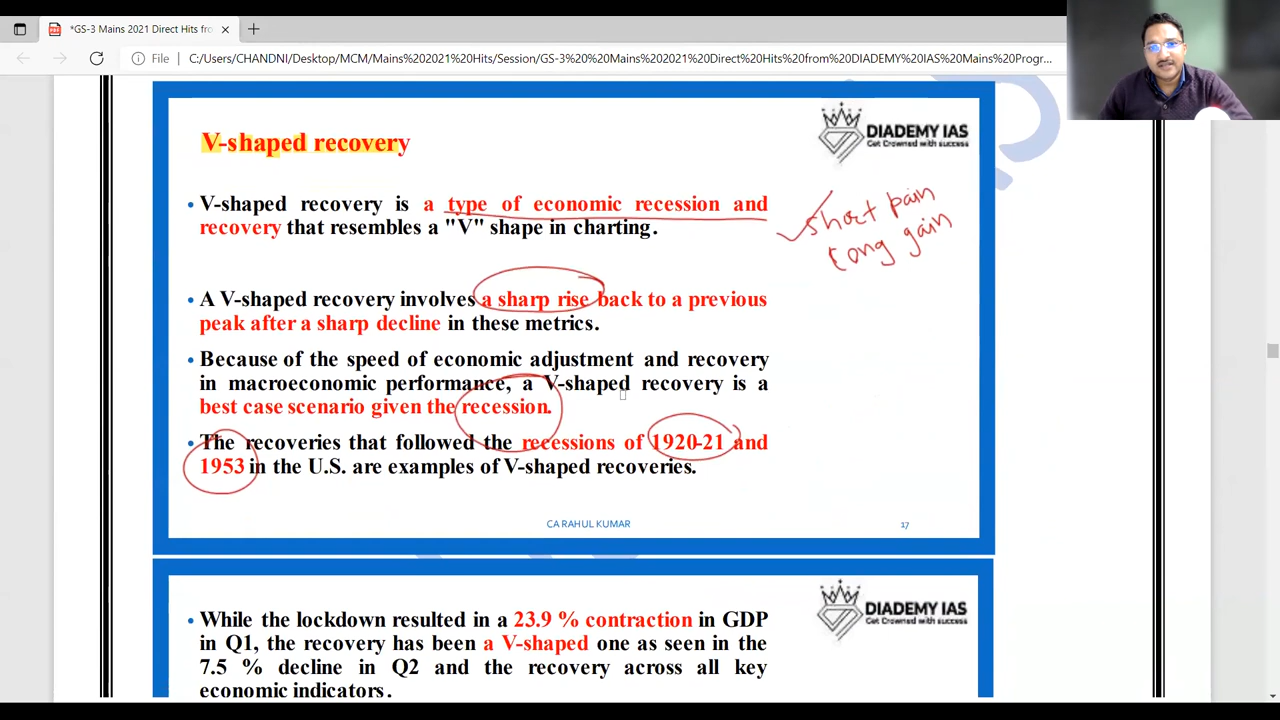 *GS-3 Mains 2021 Direct Hits fro
File
C:/Users/CHANDNI/Desktop/MCM/Mains%202021%20Hits/Session/GS-3%20%20Mains%202021%20Direct%20Hits%20from%20DIADEMY%20IAS%20Mains%20Progr...
DIADEMY IAS
Get Crowned with success
V-shaped recovery
• V-shaped recovery is a type of economic recession and
recovery that resembles a "V" shape in charting.
short pain
long gain
• A V-shaped recovery involves a sharp rise back to a previous
peak after a sharp decline in these metrics.
• Because of the speed of economic adjustment and recovery
in macroeconomic performance, a V-shaped recovery is a
best case scenario given the recession.
• The recoveries that followed the recessions of 1920-21 and
1953 in the U.S. are examples of V-shaped recoveries.
CA RAHUL KUMAR
17
DIADEMY IAS
Get Crowned with success
• While the lockdown resulted in a 23.9 % contraction in GDP
in Q1, the recovery has been a V-shaped one as seen in the
7.5 % decline in Q2 and the recovery across all key
economic indicators.